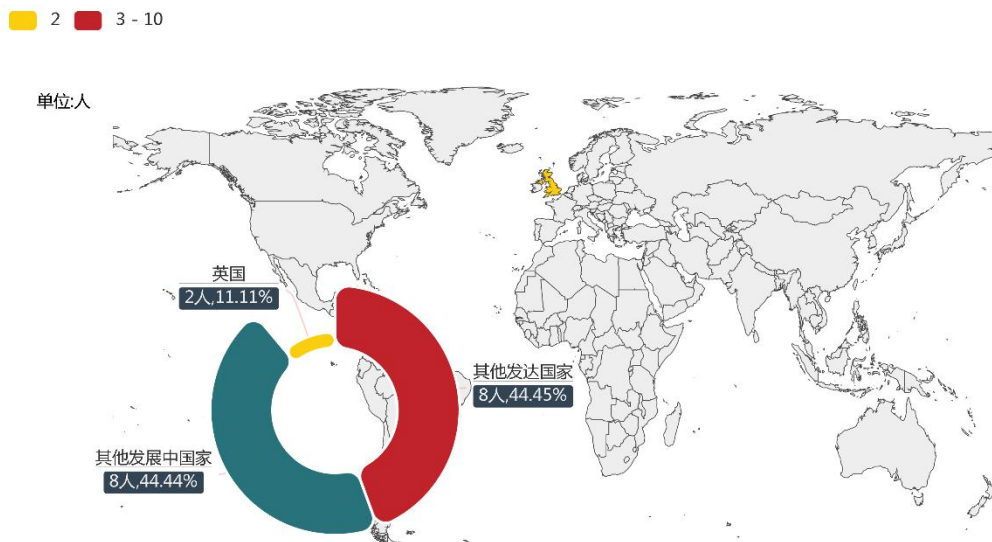 2 3 - 10
单位:人
英国
2人,11.11%
其他发达国家
8人,44.45%
其他发展中国家
8人,44.44%